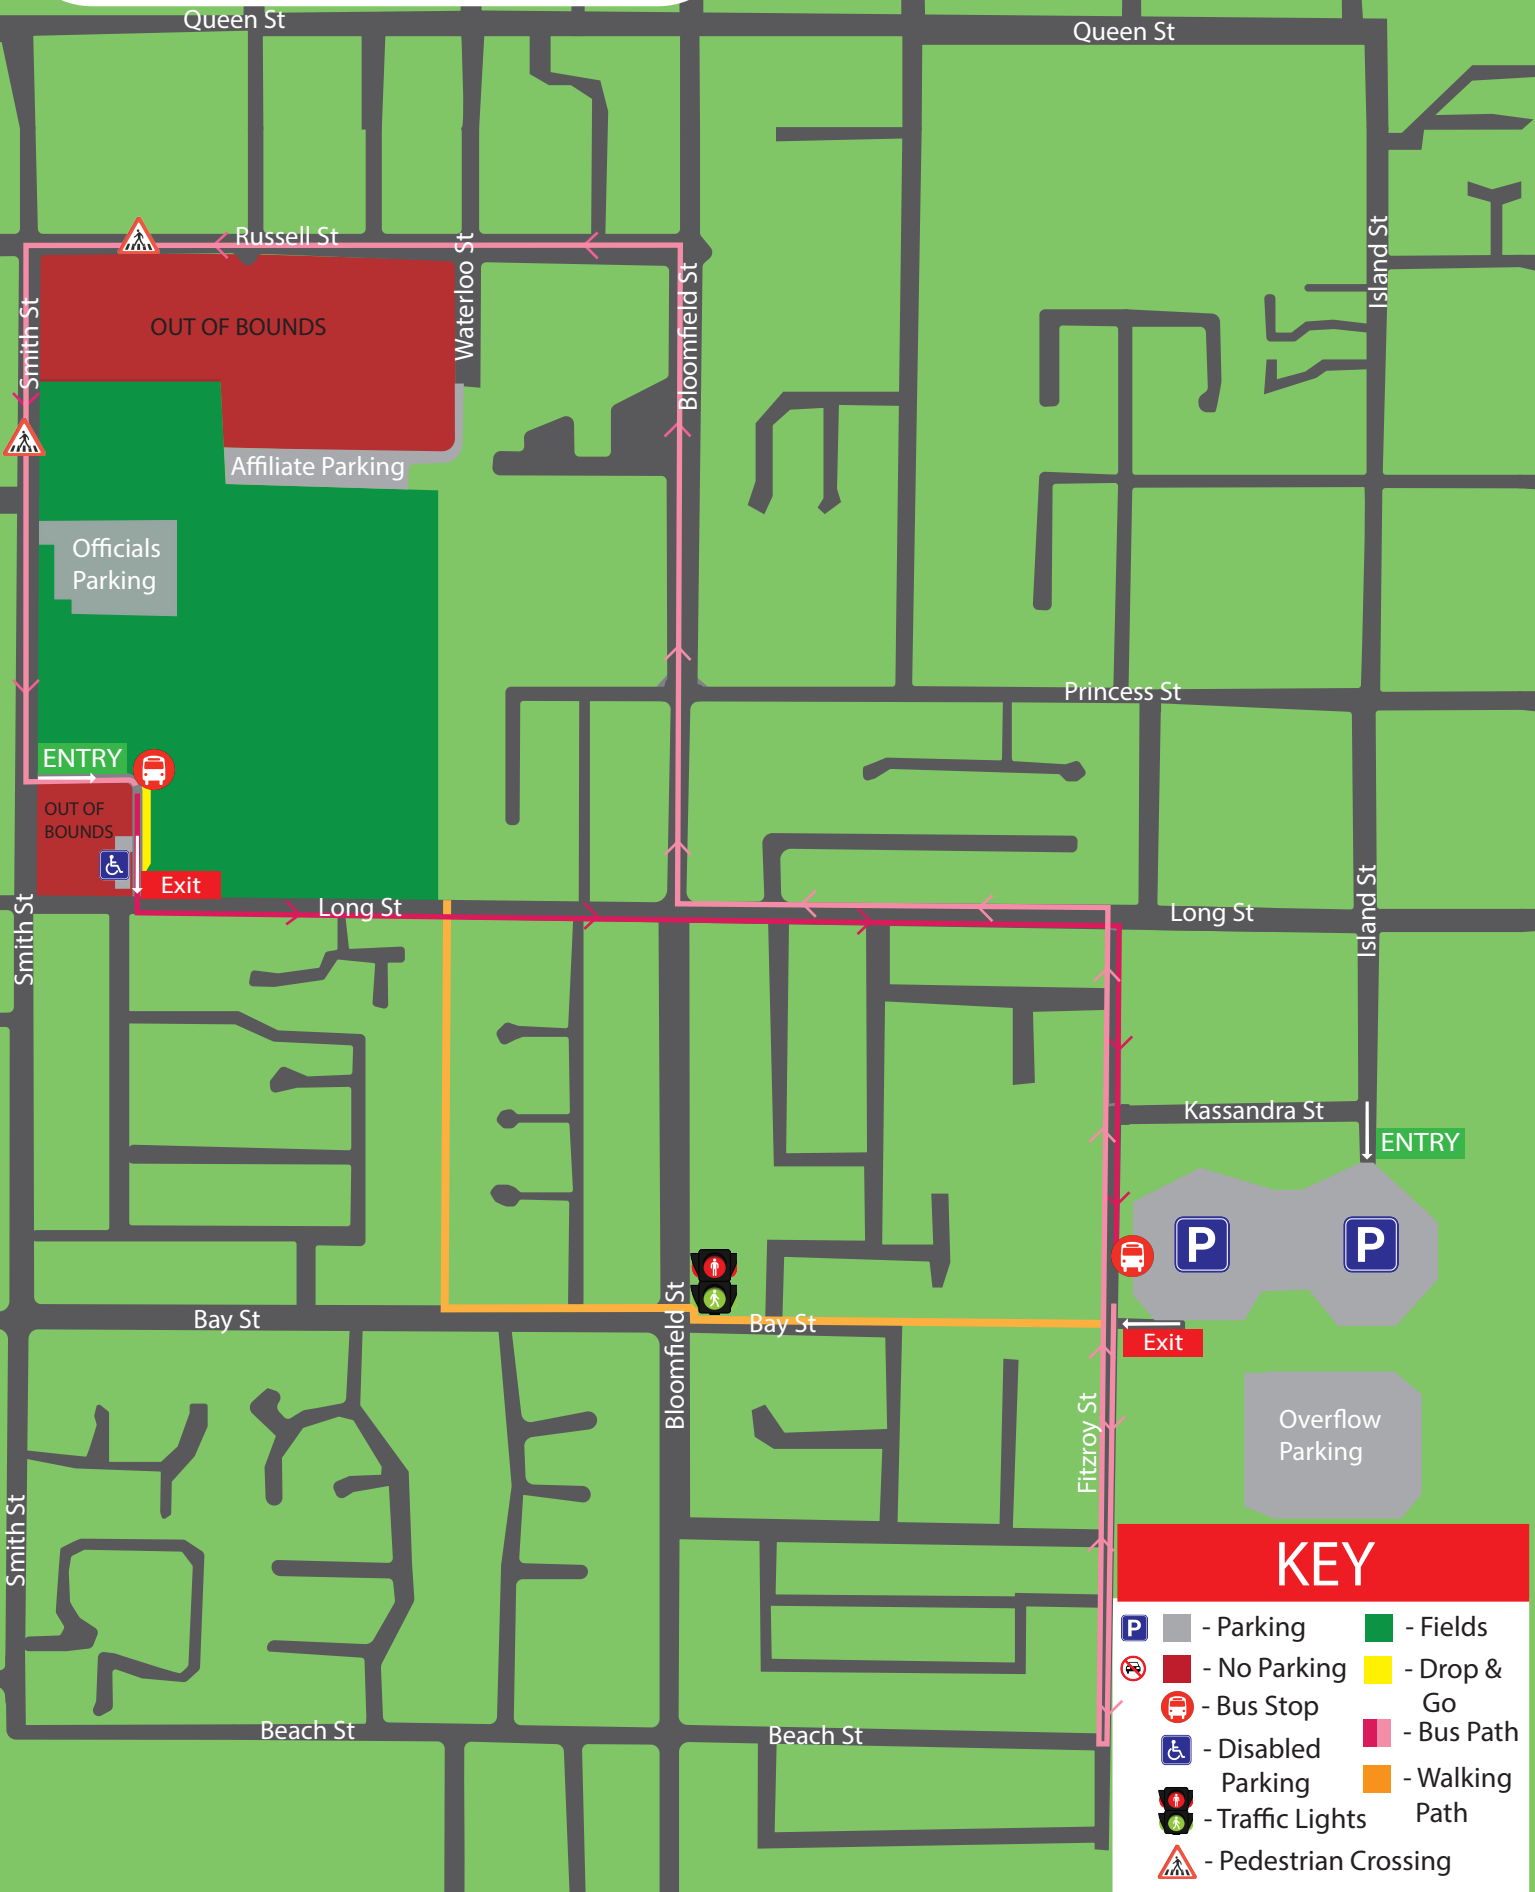 Queen St
Queen St
Russell St
Waterloo St
Bloomfield St
Island St
Smith St
OUT OF BOUNDS
Affiliate Parking
Officials
Parking
Princess St
ENTRY
OUT OF
BOUNDS
Exit
Long St
Long St
Smith St
Island St
Kassandra St
ENTRY
P
P
Bay St
Bloomfield St
Bay St
Exit
Fitzroy St
Overflow
Parking
Smith St
Beach St
Beach St
KEY
P - Parking
- Fields
- No Parking
- Drop &
Go
- Bus Stop
- Bus Path
- Disabled
Parking
- Walking
Path
- Traffic Lights
- Pedestrian Crossing